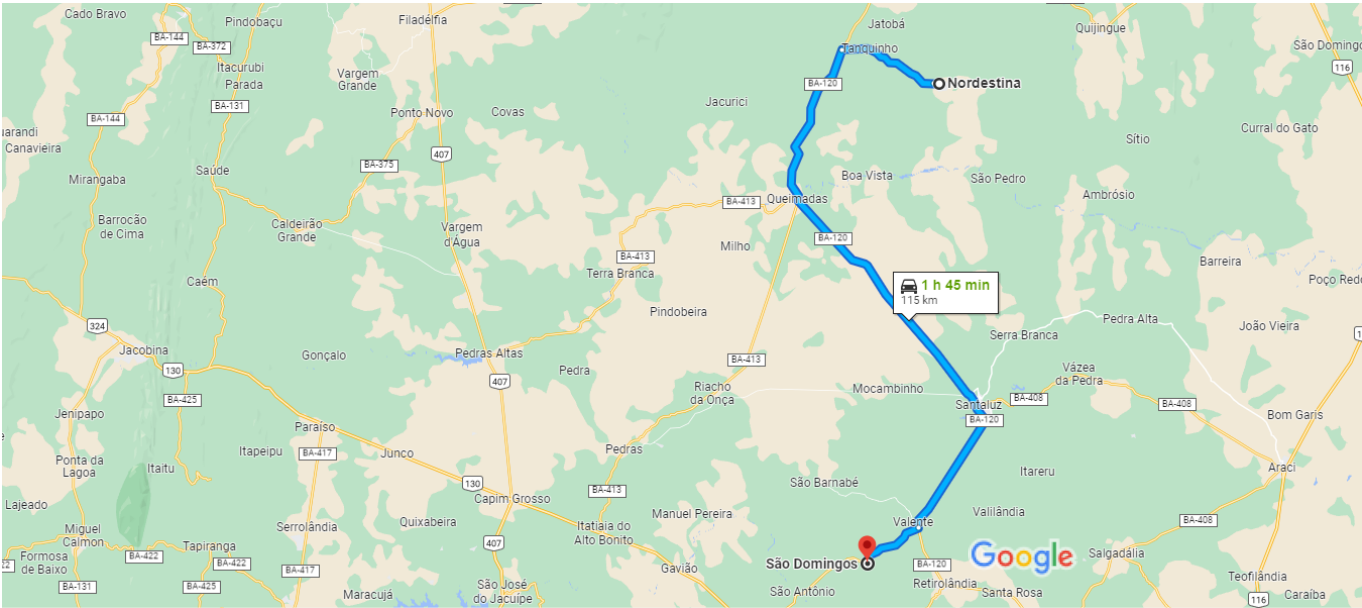 Cado Bravo
Pindobaçu
Filadélfia
Jatobá
Quijingue
BA-144
BA-372
Tanquinho
São Domingo
Itacurubi
Parada
Vargem
Grande
BA-120
Nordestina
116
BA-131
Jacurici
BA-144
Ponto Novo
Covas
uarandi
Canavieira
Curral do Gato
407
Sítio
BA-375
Saúde
Mirangaba
Boa Vista
São Pedro
Ambrósio
Queimadas
BA-413
Barrocão
de Cima
Caldeirão
Grande
Vargem
d'Água
BA-120
Milho
BA-413
Terra Branca
Barreira
Caém
1 h 45 min
115 km
Poço Rede
Pindobeira
324
Pedra Alta
João Vieira
Serra Branca
Jacobina
Gonçalo
Pedras Altas
BA-413
130
Pedra
407
Vázea
da Pedra
Riacho
da Onça
Mocambinho
BA-425
Santaluz
BA-408
BA-408
Jenipapo
BA-120
Bom Garis
Paraíso
Itapeipu
BA-417
Junco
Pedras
Ponta da
Lagoa
Itaitu
Itareru
Araci
130
São Barnabé
BA-413
Lajeado
Capim Grosso
Manuel Pereira
Valilândia
Miguel
Calmon
Serrolândia
Quixabeira
Itatiaia do
Alto Bonito
Valente
BA-408
Tapiranga
407
Formosa
de Baixo
BA-422
BA-422
BA-417
Gavião
São Domingos
BA-120
Google
Salgadália
BA-131
BA-425
Maracujá
São José
do Jacuípe
São Antônio
Retirolândia
Santa Rosa
Teofilândia
116
Caraíba